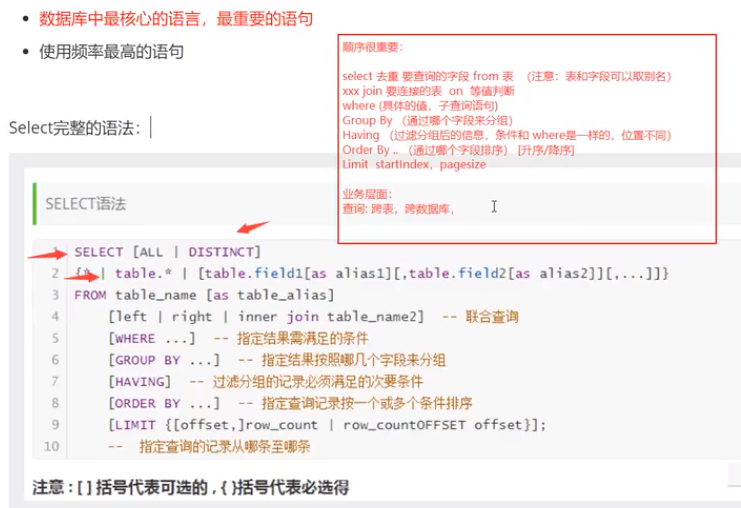 数据库中最核心的语言，最重要的语句
使用频率最高的语句
Select完整的语法：
顺序很重要：
select 去重 要查询的字段 from 表 （注意：表和字段可以取别名）
xxx join 要连接的表 on 等值判断
where (具体的值，子查询语句)
Group By （通过哪个字段来分组）
Having （过滤分组后的信息，条件和 where是一样的，位置不同）
Order By .. （通过哪个字段排序） [升序/降序]
Limit startIndex，pagesize
业务层面：
查询: 跨表，跨数据库，
SELECT语法
1 SELECT [ALL | DISTINCT]
2 {* | table.* | [table.field1[as alias1][,table.field2[as alias2]][,...]]}
3 FROM table_name [as table_alias]
4 [left | right | inner join table_name2] -- 联合查询
5 [WHERE ...] -- 指定结果需满足的条件
6 [GROUP BY ...] -- 指定结果按照哪几个字段来分组
7 [HAVING] -- 过滤分组的记录必须满足的次要条件
8 [ORDER BY ...] -- 指定查询记录按一个或多个条件排序
9 [LIMIT {[offset,]row_count | row_countOFFSET offset}];
10 -- 指定查询的记录从哪条至哪条
注意 : [ ] 括号代表可选的 , { }括号代表必选得